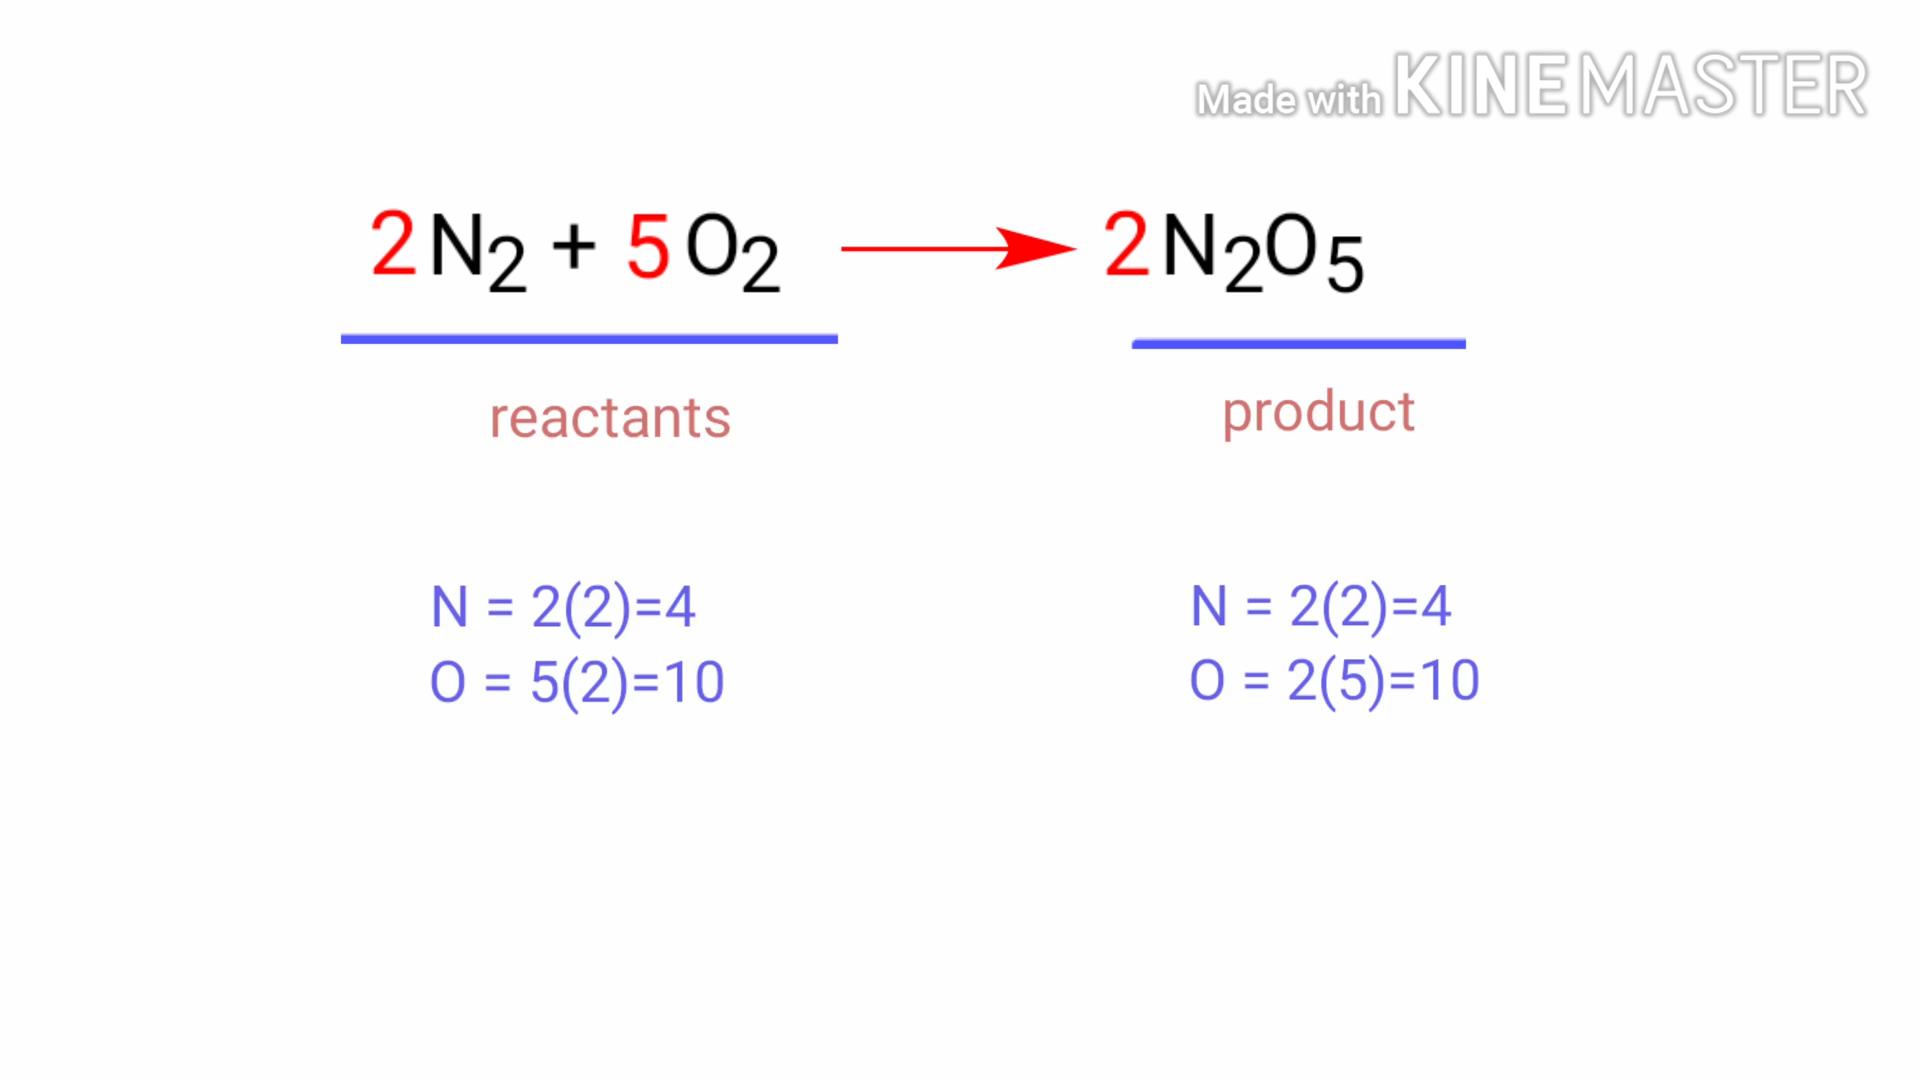 Made with KINEMASTER
2N₂ + 5O₂ → 2N₂O₅
reactants product
N = 2(2)=4 N = 2(2)=4
O = 5(2)=10 O = 2(5)=10